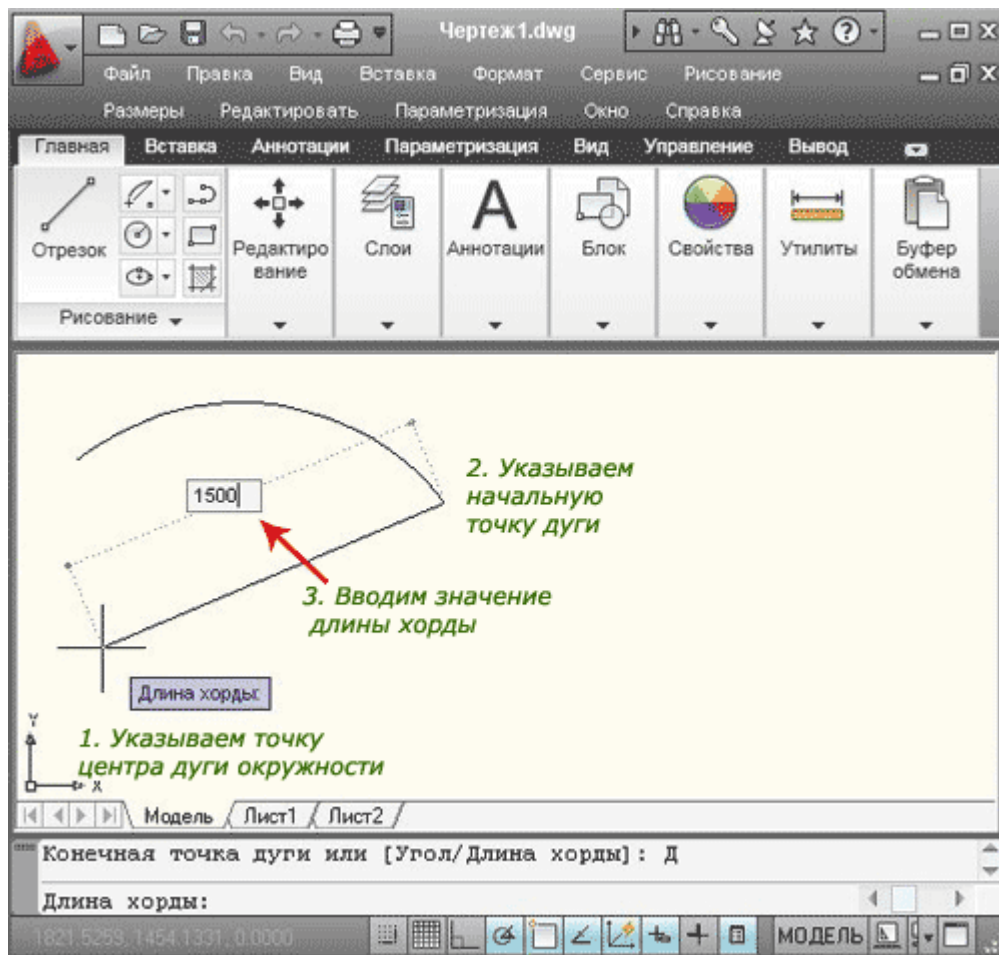 Чертеж1.dwg
Файл Правка Вид Вставка Формат Сервис Рисование
Размеры Редактировать Параметризация Окно Справка
Главная Вставка Аннотации Параметризация Вид Управление Вывод
Отрезок
Редактиро
вание
Слои
Аннотации
Блок
Свойства
Утилиты
Буфер
обмена
Рисование
1500
2. Указываем
начальную
точку дуги
3. Вводим значение
длины хорды
Длина хорды:
Y
1. Указываем точку
центра дуги окружности
X
Модель Лист1 Лист2
Конечная точка дуги или [Угол/Длина хорды]: Д
Длина хорды:
1821.5259, 1454.1331, 0.0000
МОДЕЛЬ